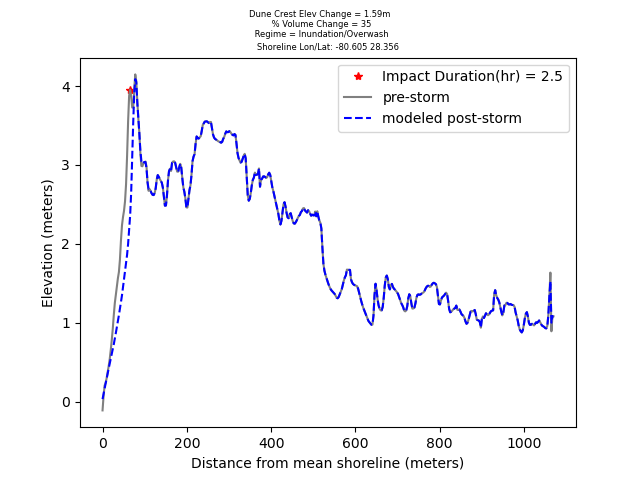 Dune Crest Elev Change = 1.59m
% Volume Change = 35
Regime = Inundation/Overwash
Shoreline Lon/Lat: -80.605 28.356
Impact Duration(hr) = 2.5
pre-storm
modeled post-storm
4
3
2
1
0
Elevation (meters)
0 200 400 600 800 1000
Distance from mean shoreline (meters)